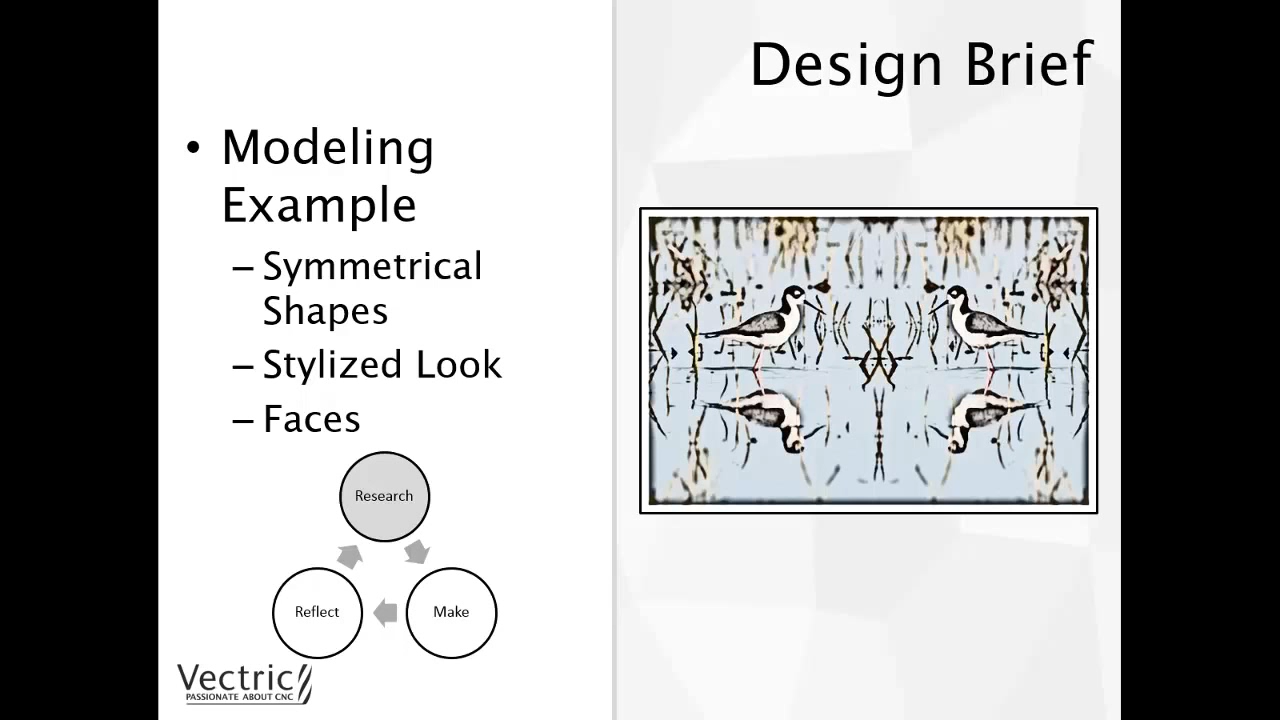 Design Brief
• Modeling
Example
– Symmetrical
Shapes
– Stylized Look
– Faces
Research
Reflect
Make
Vectric
PASSIONATE ABOUT CNC